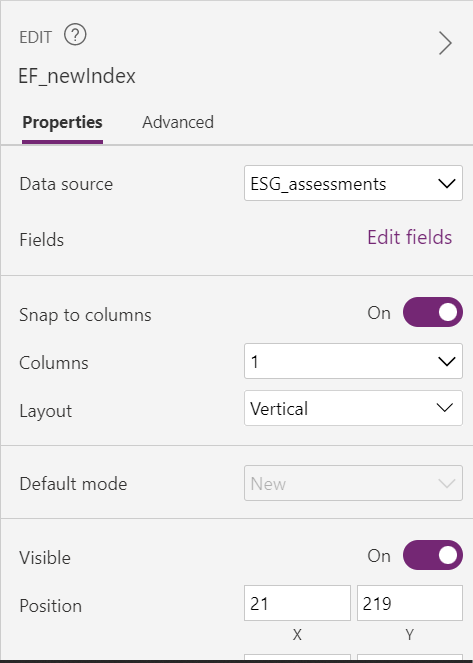 EDIT ?
EF_newIndex
Properties Advanced
Data source ESG_assessments
Fields Edit fields
Snap to columns On
Columns 1
Layout Vertical
Default mode New
Visible On
Position 21 219
X Y